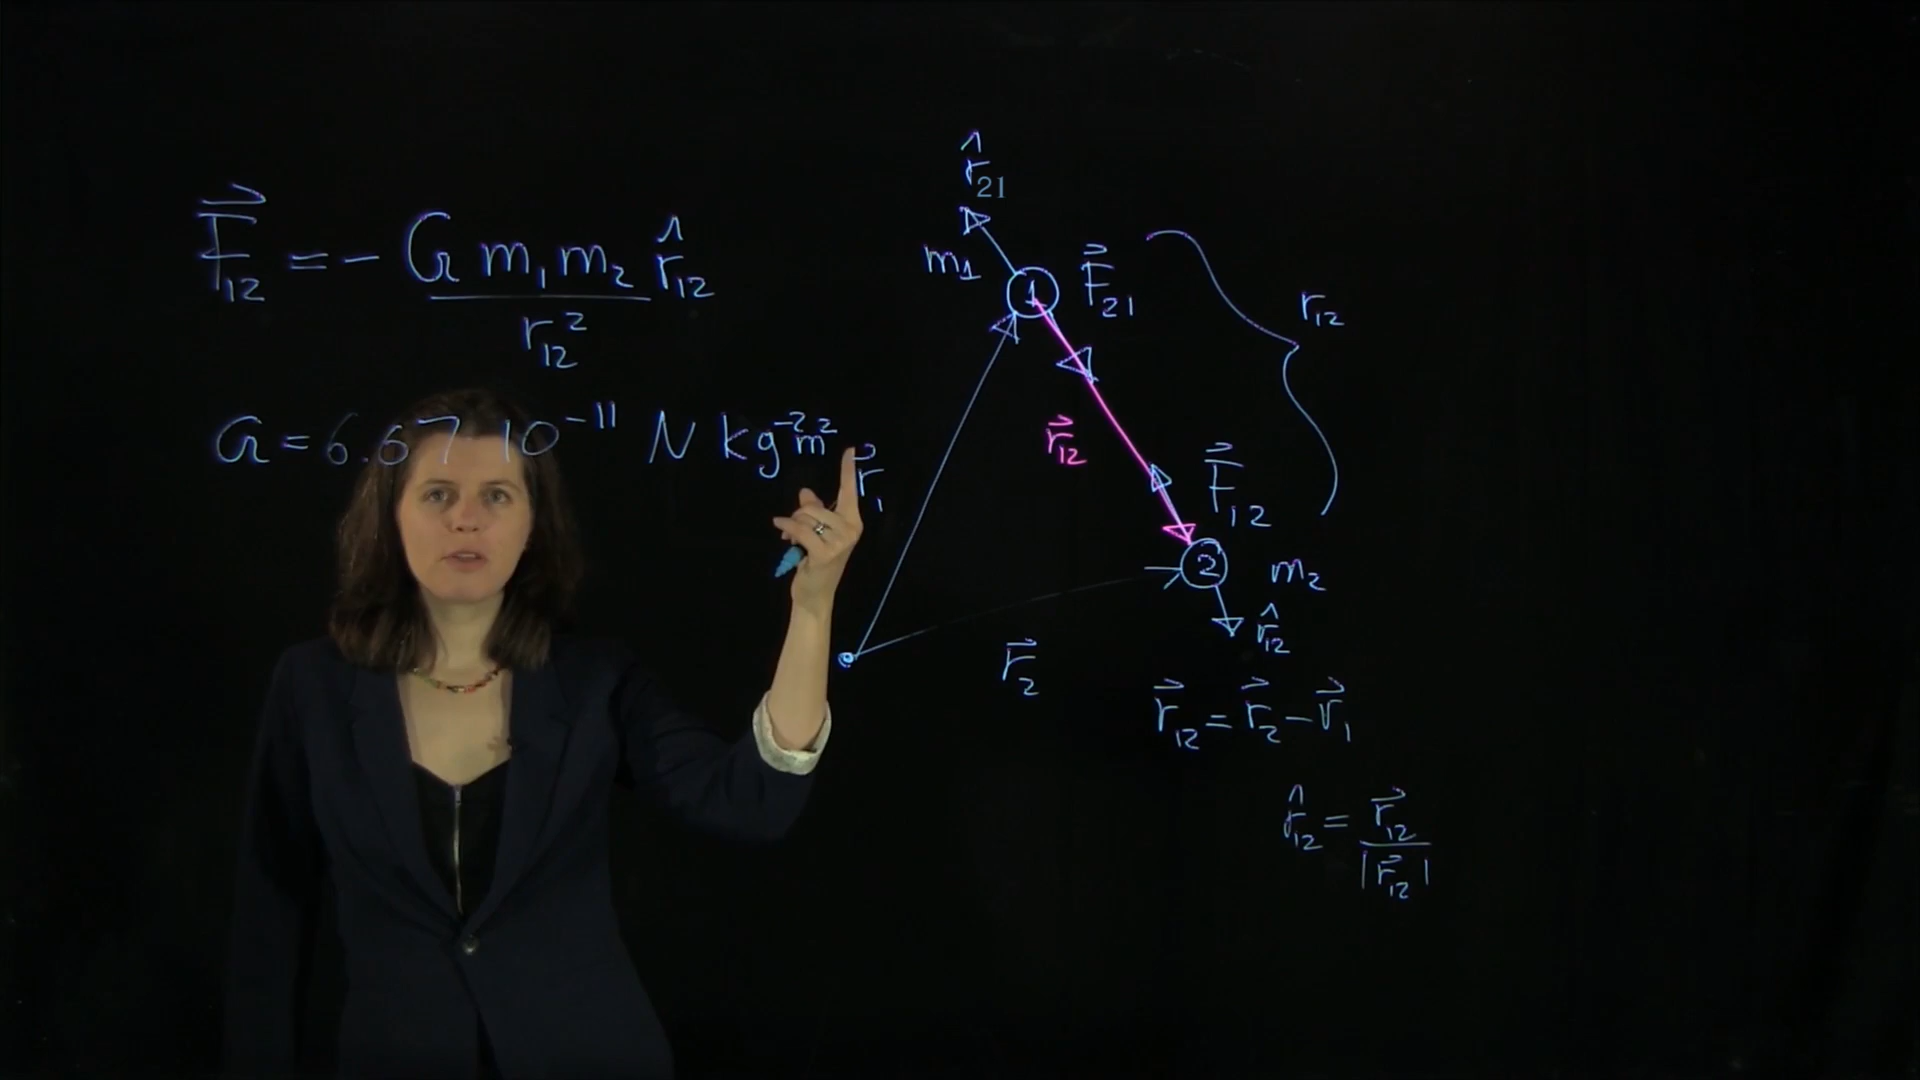 F⃗₁₂ = - G m₁ m₂ r̂₁₂
r₁₂²
G = 6.67 10⁻¹¹ N kg⁻² m²
r̂₂₁
m₁
1
F⃗₂₁
r₁₂
r⃗₁₂
r⃗₁
F⃗₁₂
2
m₂
r̂₁₂
r⃗₂
r⃗₁₂ = r⃗₂ - r⃗₁
r̂₁₂ = r⃗₁₂
|r⃗₁₂|